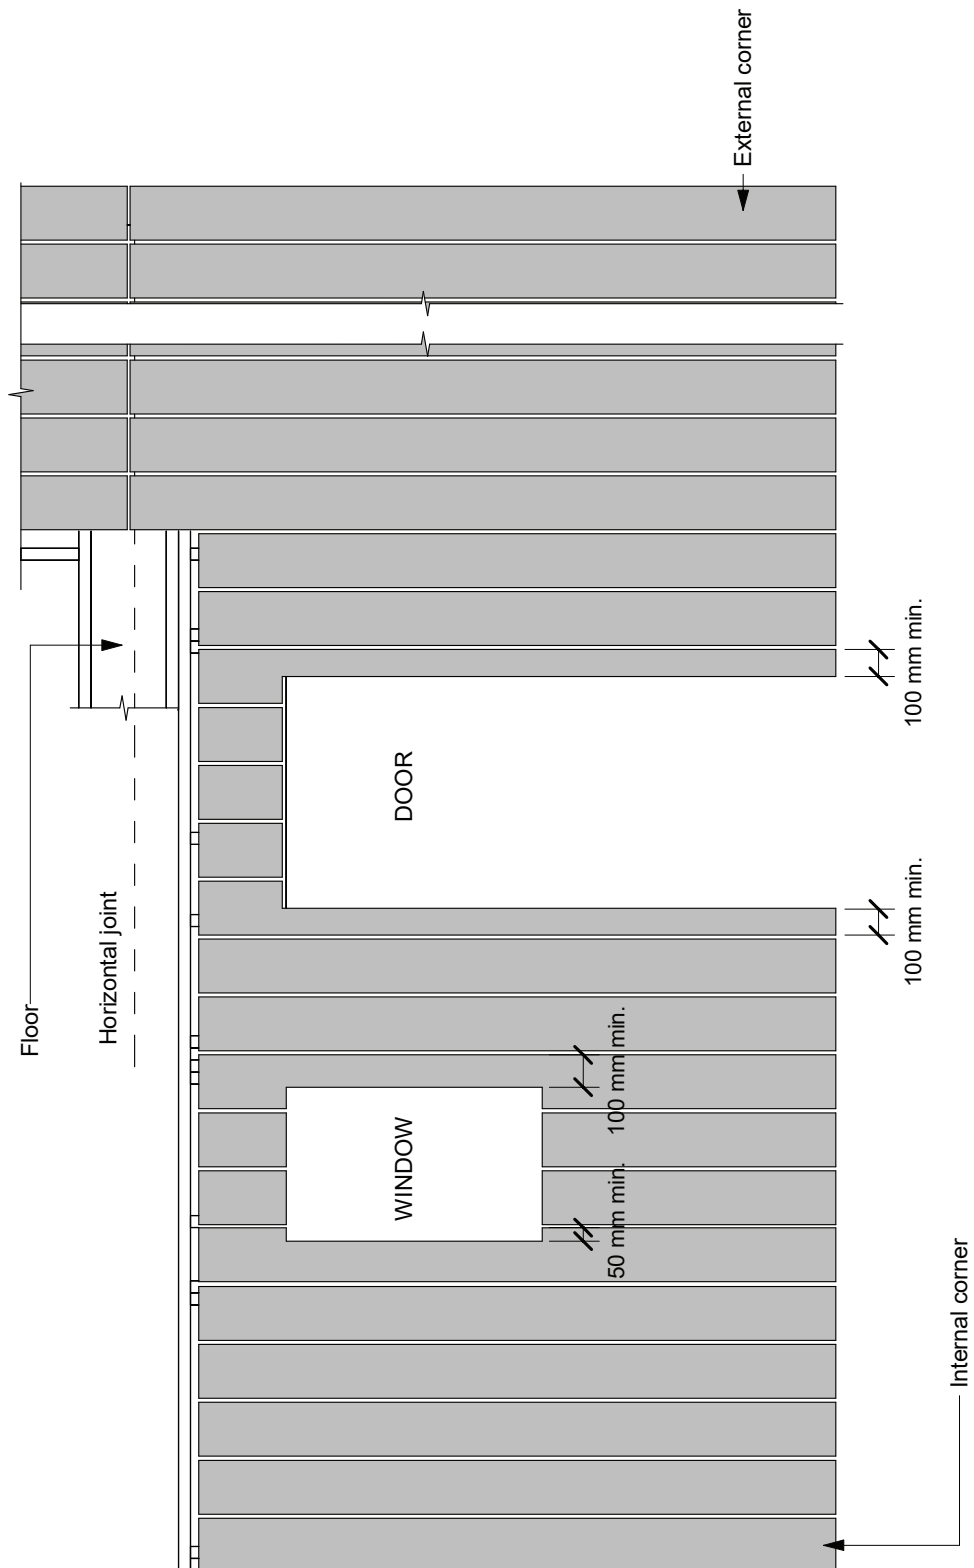 Floor
Horizontal joint
External corner
WINDOW
DOOR
50 mm min.
100 mm min.
100 mm min.
100 mm min.
Internal corner